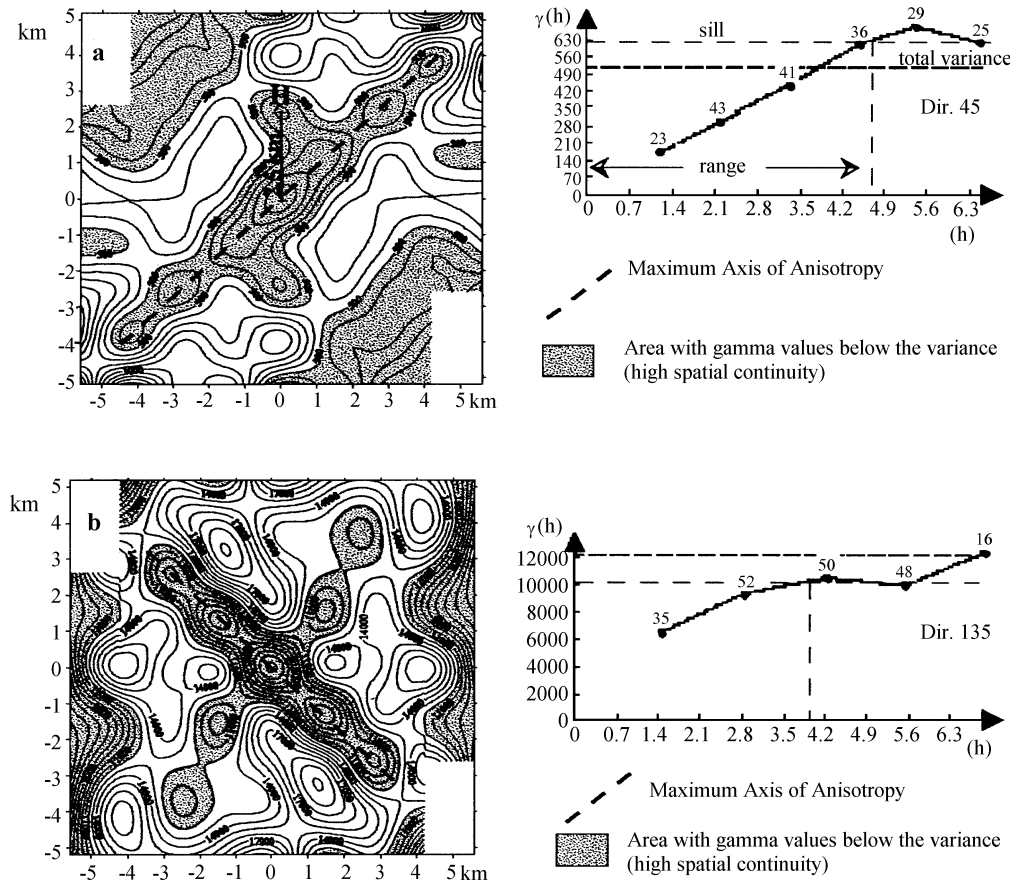 km
a
5
4
3
2
1
0
-1
-2
-3
-4
-5
-5 -4 -3 -2 -1 0 1 2 3 4 5 km
γ(h)
630
560
490
420
350
280
210
140
70
0
sill
36
29
25
total variance
41
43
23
Dir. 45
range
0 0.7 1.4 2.1 2.8 3.5 4.2 4.9 5.6 6.3
(h)
Maximum Axis of Anisotropy
Area with gamma values below the variance
(high spatial continuity)
km
b
5
4
3
2
1
0
-1
-2
-3
-4
-5
-5 -4 -3 -2 -1 0 1 2 3 4 5 km
14000
17000
14000
14000
17000
14000
γ(h)
12000
10000
8000
6000
4000
2000
0
16
50
48
52
35
Dir. 135
0 0.7 1.4 2.8 3.5 4.2 4.9 5.6 6.3
(h)
Maximum Axis of Anisotropy
Area with gamma values below the variance
(high spatial continuity)